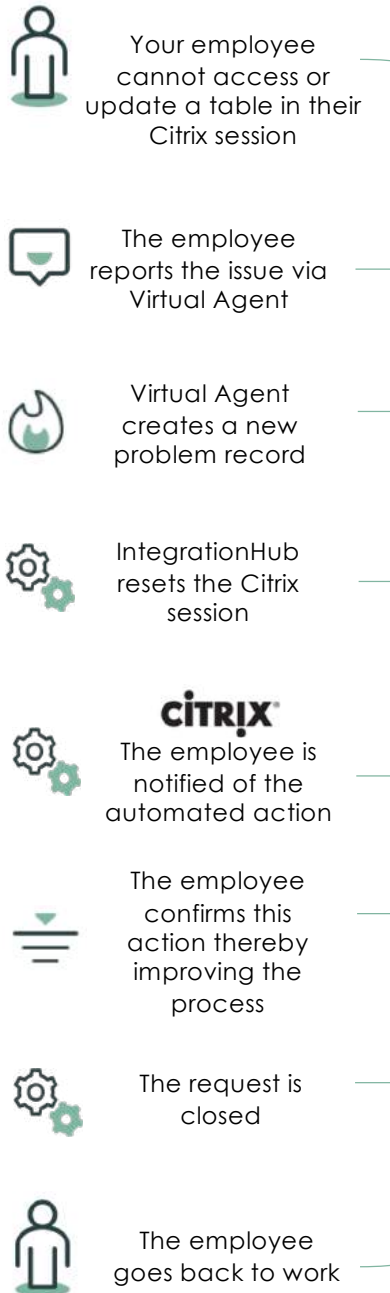 Your employee
cannot access or
update a table in their
Citrix session
The employee
reports the issue via
Virtual Agent
Virtual Agent
creates a new
problem record
IntegrationHub
resets the Citrix
session
CİTRİX®
The employee is
notified of the
automated action
The employee
confirms this
action thereby
improving the
process
The request is
closed
The employee
goes back to work